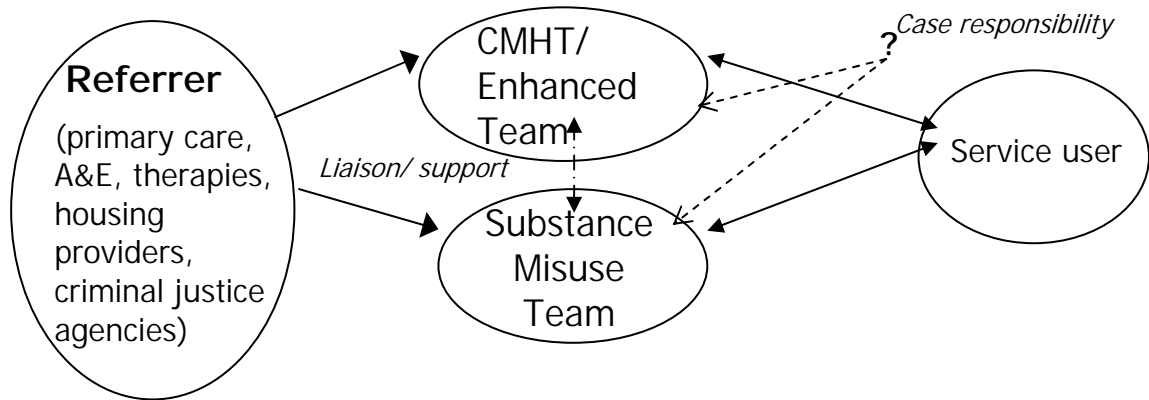 Referrer
(primary care,
A&E, therapies,
housing
providers,
criminal justice
agencies)
Liaison/ support
CMHT/
Enhanced
Team
Substance
Misuse
Team
?
Case responsibility
Service user